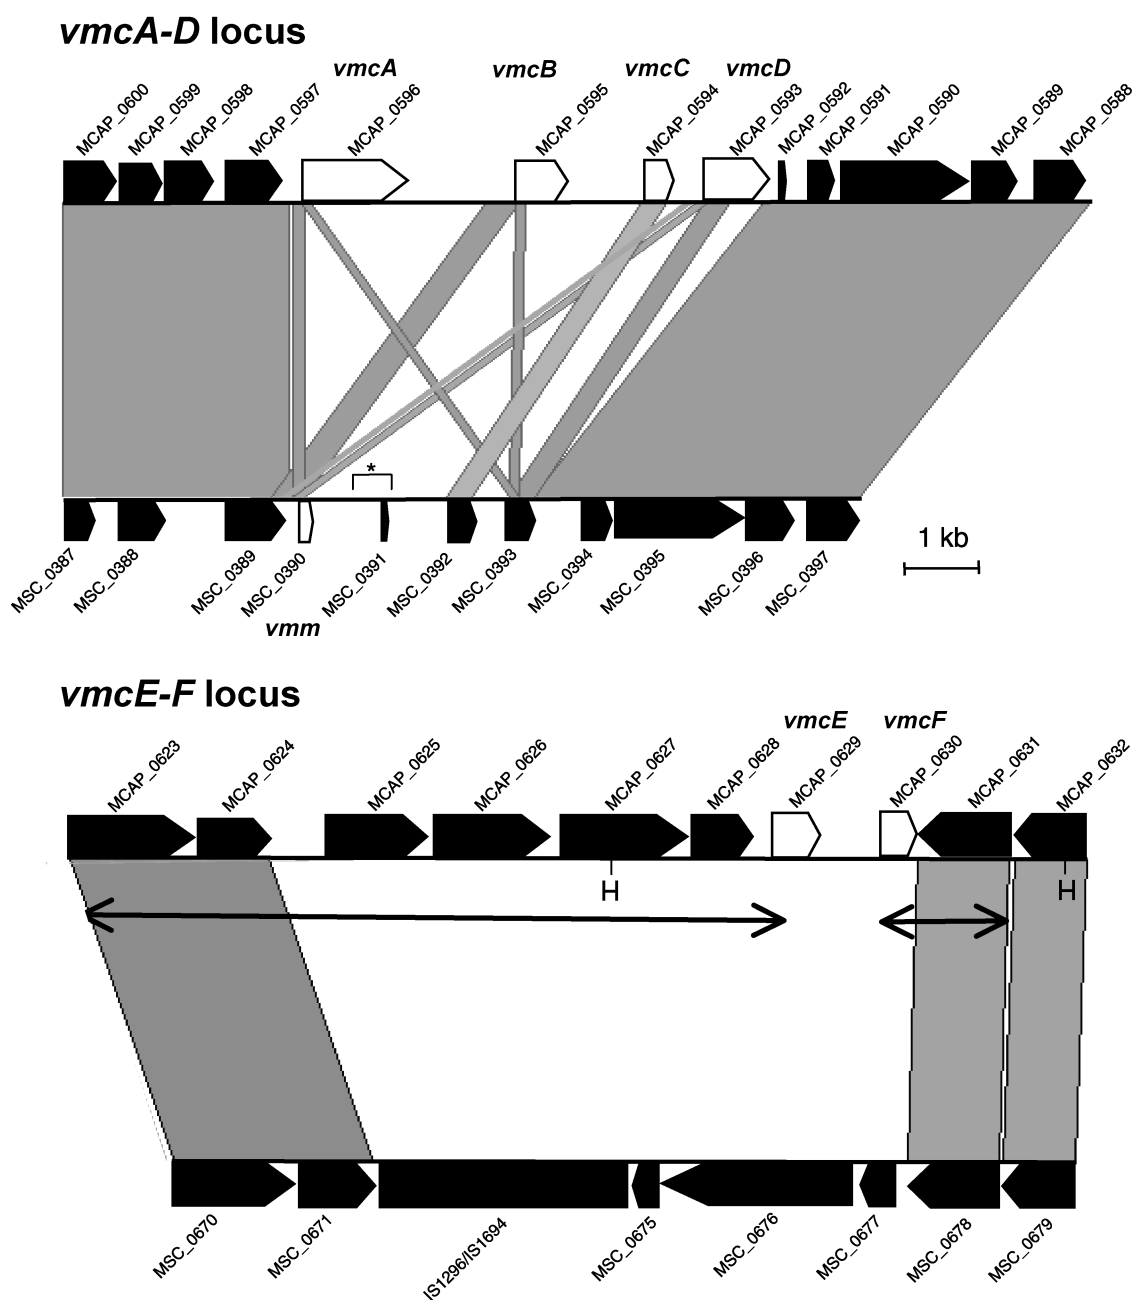 vmcA-D locus
vmcA
vmcB
vmcC
vmcD
MCAP_0600
MCAP_0599
MCAP_0598
MCAP_0597
MCAP_0596
MCAP_0595
MCAP_0594
MCAP_0593
MCAP_0592
MCAP_0591
MCAP_0590
MCAP_0589
MCAP_0588
*
MSC_0387
MSC_0388
MSC_0389
MSC_0390
MSC_0391
MSC_0392
MSC_0393
MSC_0394
MSC_0395
MSC_0396
MSC_0397
1 kb
vmm
vmcE-F locus
vmcE
vmcF
MCAP_0623
MCAP_0624
MCAP_0625
MCAP_0626
MCAP_0627
MCAP_0628
MCAP_0629
MCAP_0630
MCAP_0631
MCAP_0632
H
H
MSC_0670
MSC_0671
IS1296/IS1694
MSC_0675
MSC_0676
MSC_0677
MSC_0678
MSC_0679